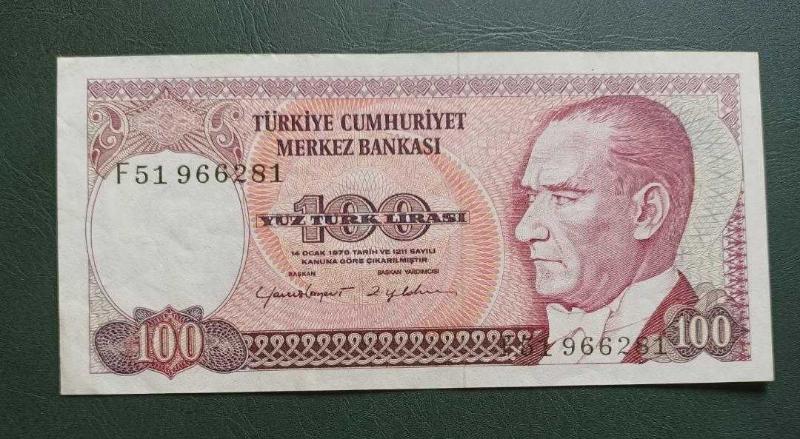 TÜRKİYE CUMHURİYET
MERKEZ BANKASI
F51 966281
100
YÜZ TÜRK LİRASI
14 OCAK 1970 TARİH VE 1211 SAYILI
KANUNA GÖRE ÇIKARILMIŞTIR
BAŞKAN BAŞKAN YARDIMCISI
100
F51 966281
100